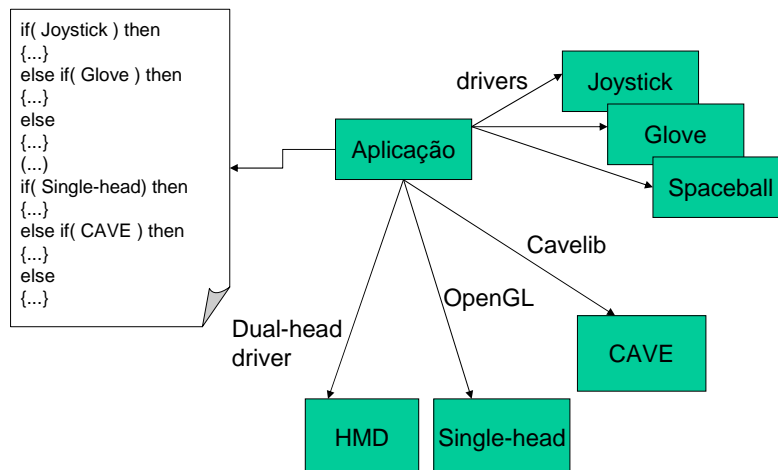 if( Joystick ) then
{...}
else if( Glove ) then
{...}
else
{...}
(...)
if( Single-head) then
{...}
else if( CAVE ) then
{...}
else
{...}
drivers
Joystick
Glove
Spaceball
Aplicação
Cavelib
OpenGL
Dual-head
driver
CAVE
HMD
Single-head